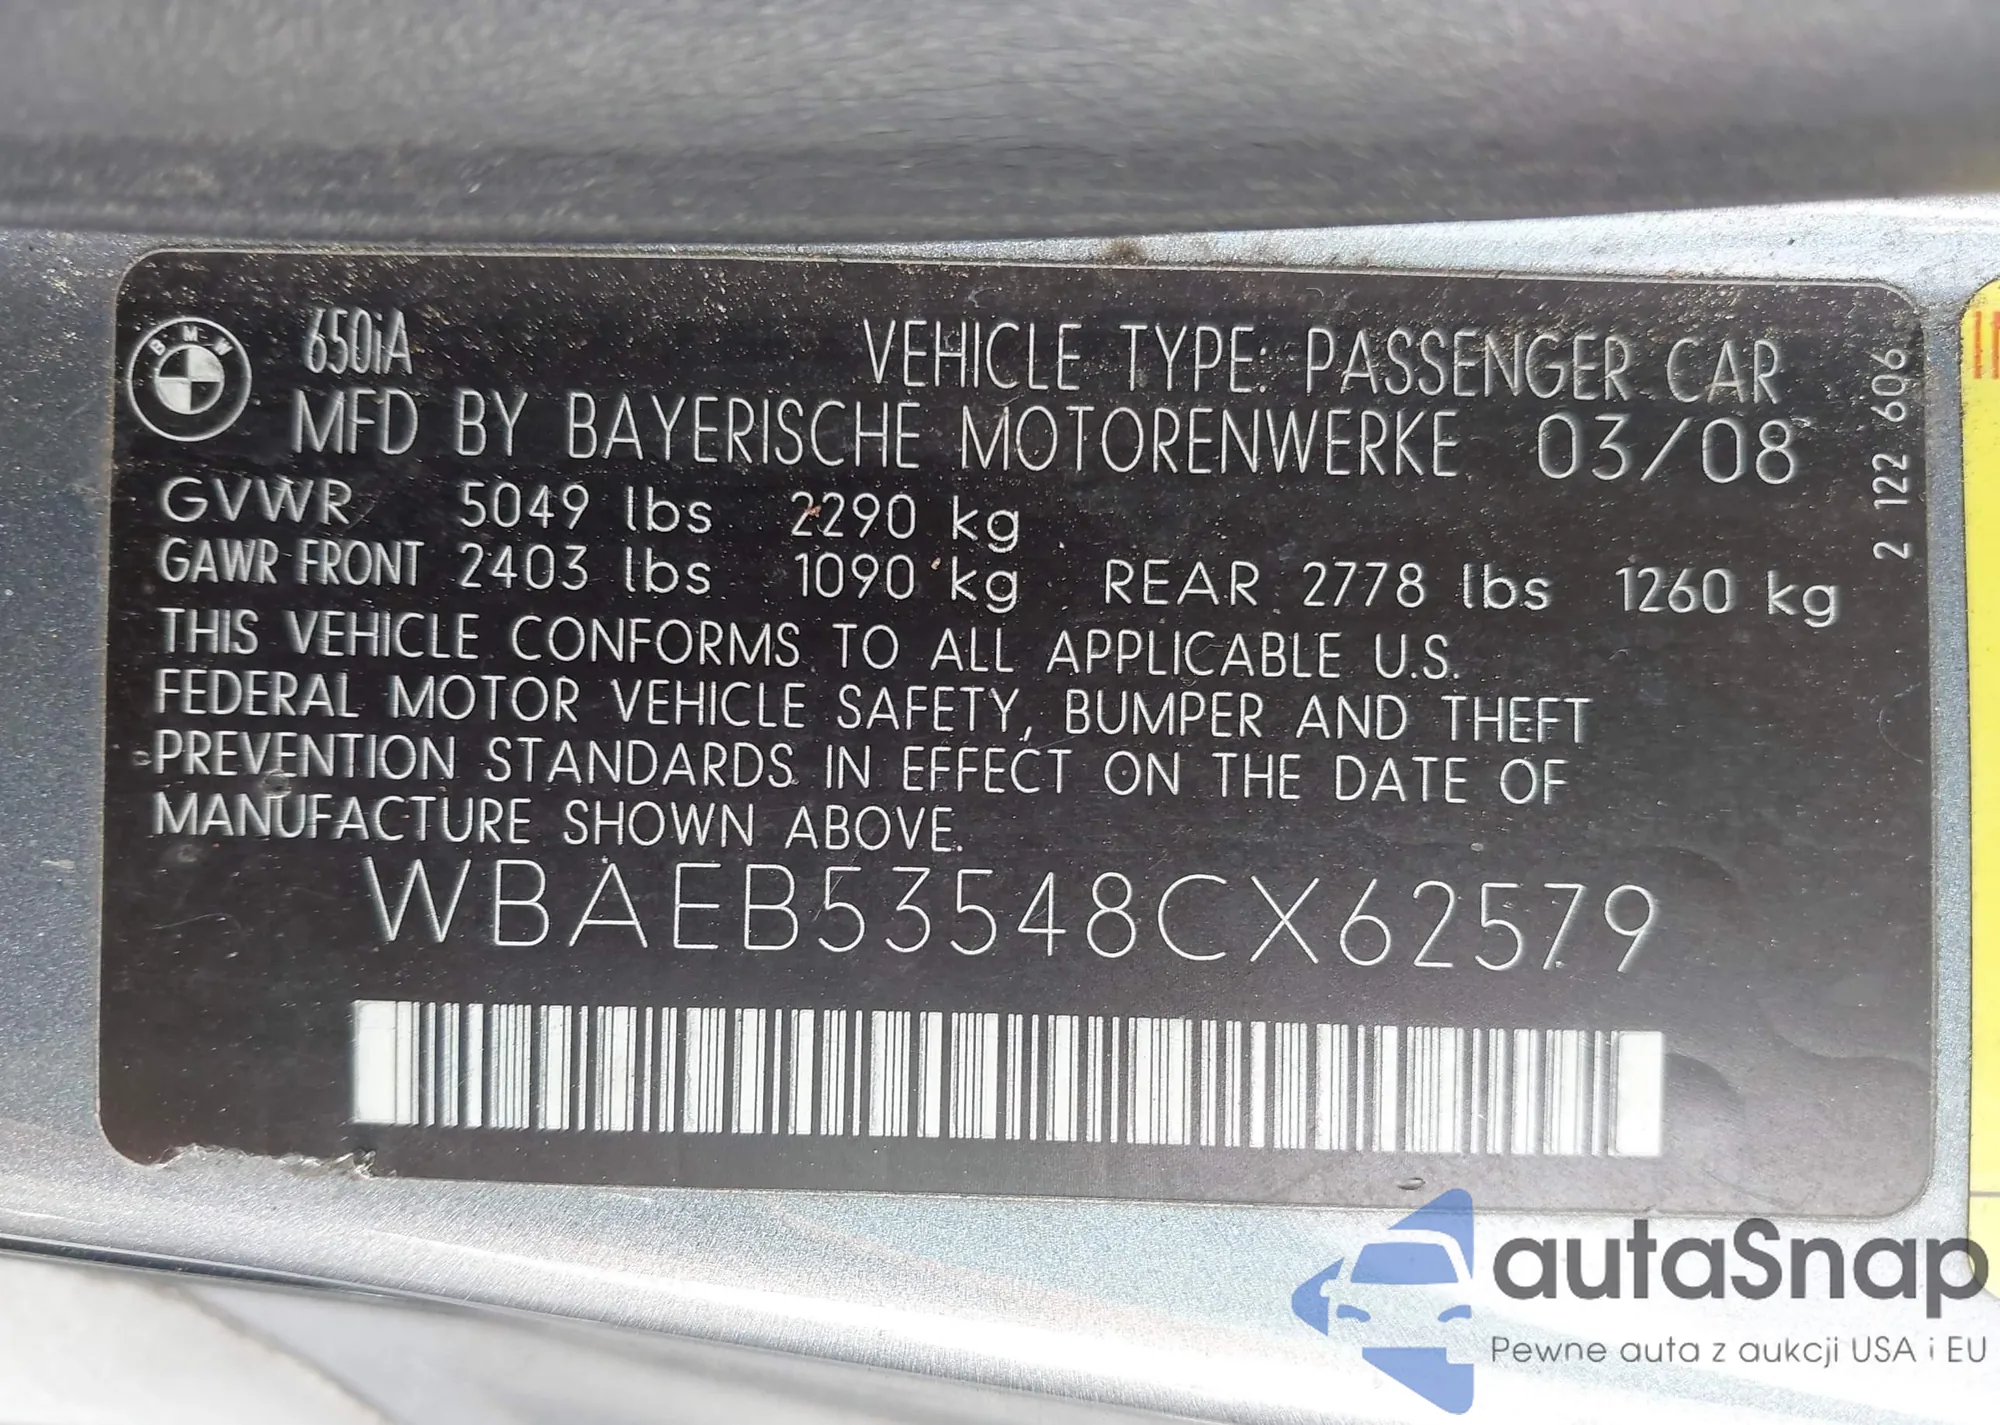 BMW
650iA
VEHICLE TYPE: PASSENGER CAR
MFD BY BAYERISCHE MOTORENWERKE 03/08
GVWR 5049 lbs 2290 kg
GAWR FRONT 2403 lbs 1090 kg REAR 2778 lbs 1260 kg
THIS VEHICLE CONFORMS TO ALL APPLICABLE U.S.
FEDERAL MOTOR VEHICLE SAFETY, BUMPER AND THEFT
PREVENTION STANDARDS IN EFFECT ON THE DATE OF
MANUFACTURE SHOWN ABOVE.
WBAEB53548CX62579
2 122 606
autaSnap
Pewne auta z aukcji USA i EU